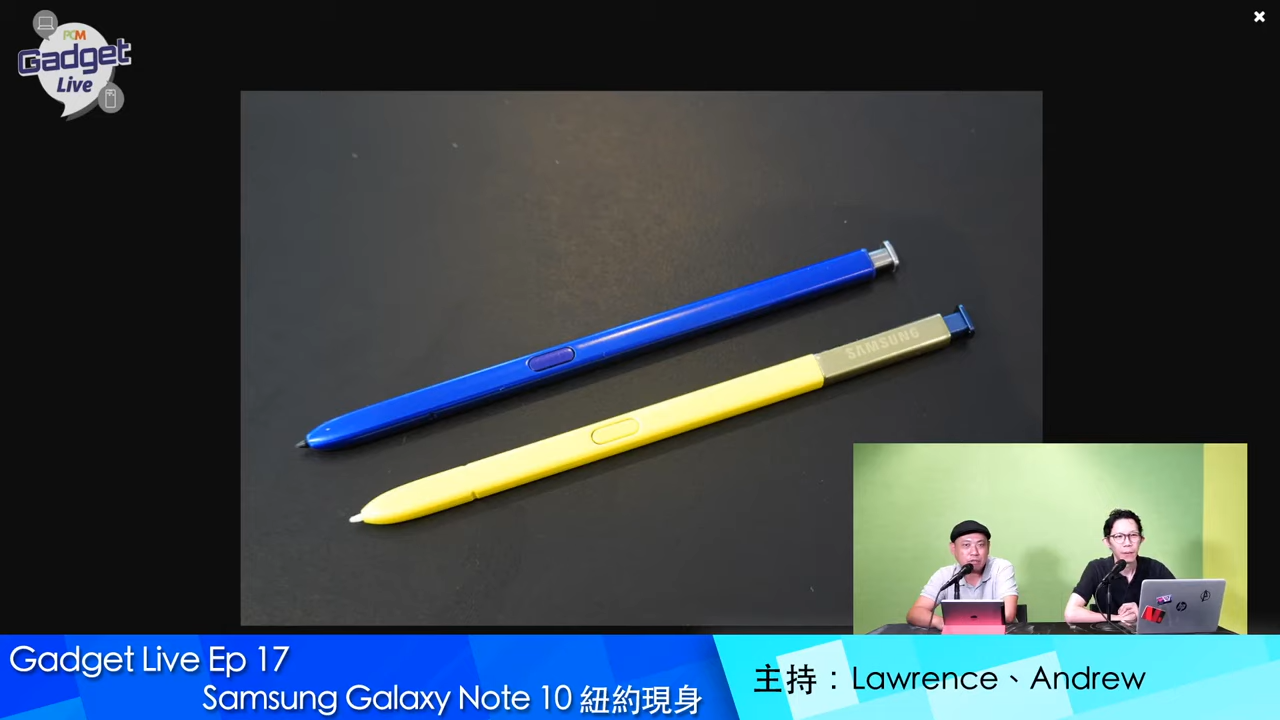 PCM
Gadget
Live
SAMSUNG
Gadget Live Ep 17
Samsung Galaxy Note 10 紐約現身
主持：Lawrence、Andrew